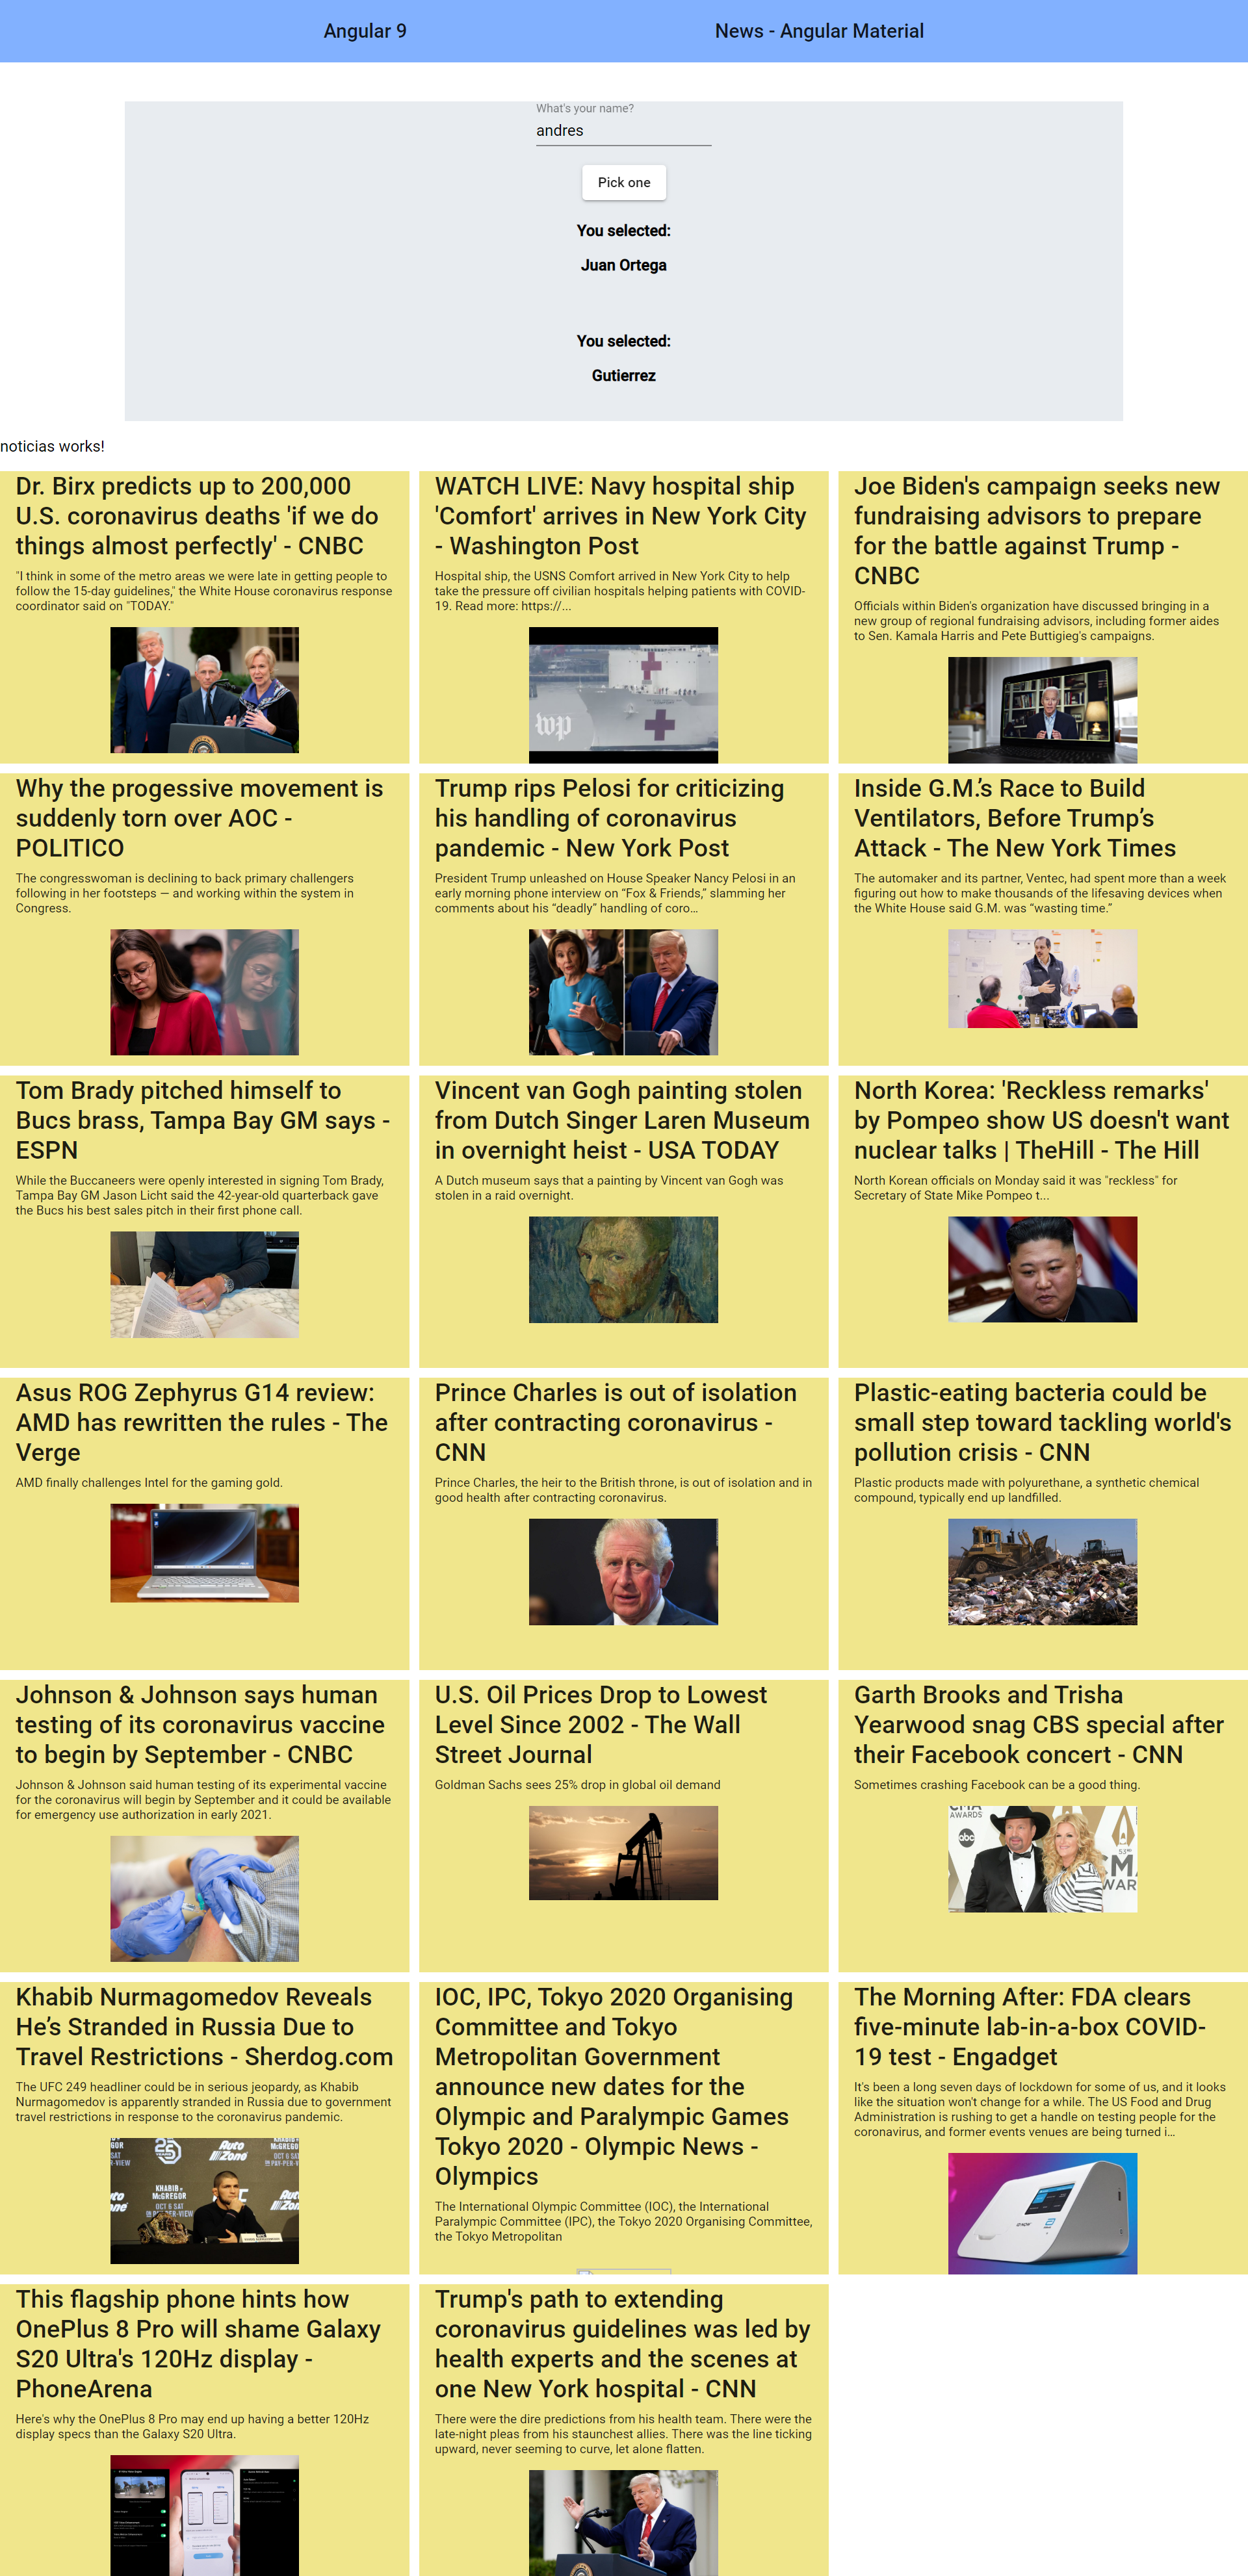 Angular 9
News - Angular Material
What's your name?
andres
Pick one
You selected:
Juan Ortega
You selected:
Gutierrez
noticias works!
Dr. Birx predicts up to 200,000
U.S. coronavirus deaths 'if we do
things almost perfectly' - CNBC
"I think in some of the metro areas we were late in getting people to
follow the 15-day guidelines," the White House coronavirus response
coordinator said on "TODAY."
WATCH LIVE: Navy hospital ship
'Comfort' arrives in New York City
- Washington Post
Hospital ship, the USNS Comfort arrived in New York City to help
take the pressure off civilian hospitals helping patients with COVID-
19. Read more: https://...
wp
Joe Biden's campaign seeks new
fundraising advisors to prepare
for the battle against Trump -
CNBC
Officials within Biden's organization have discussed bringing in a
new group of regional fundraising advisors, including former aides
to Sen. Kamala Harris and Pete Buttigieg's campaigns.
Why the progessive movement is
suddenly torn over AOC -
POLITICO
The congresswoman is declining to back primary challengers
following in her footsteps — and working within the system in
Congress.
Trump rips Pelosi for criticizing
his handling of coronavirus
pandemic - New York Post
President Trump unleashed on House Speaker Nancy Pelosi in an
early morning phone interview on “Fox & Friends,” slamming her
comments about his “deadly” handling of coro…
Inside G.M.’s Race to Build
Ventilators, Before Trump’s
Attack - The New York Times
The automaker and its partner, Ventec, had spent more than a week
figuring out how to make thousands of the lifesaving devices when
the White House said G.M. was “wasting time.”
Tom Brady pitched himself to
Bucs brass, Tampa Bay GM says -
ESPN
While the Buccaneers were openly interested in signing Tom Brady,
Tampa Bay GM Jason Licht said the 42-year-old quarterback gave
the Bucs his best sales pitch in their first phone call.
Vincent van Gogh painting stolen
from Dutch Singer Laren Museum
in overnight heist - USA TODAY
A Dutch museum says that a painting by Vincent van Gogh was
stolen in a raid overnight.
North Korea: 'Reckless remarks'
by Pompeo show US doesn't want
nuclear talks | TheHill - The Hill
North Korean officials on Monday said it was "reckless" for
Secretary of State Mike Pompeo t...
Asus ROG Zephyrus G14 review:
AMD has rewritten the rules - The
Verge
AMD finally challenges Intel for the gaming gold.
Prince Charles is out of isolation
after contracting coronavirus -
CNN
Prince Charles, the heir to the British throne, is out of isolation and in
good health after contracting coronavirus.
Plastic-eating bacteria could be
small step toward tackling world's
pollution crisis - CNN
Plastic products made with polyurethane, a synthetic chemical
compound, typically end up landfilled.
Johnson & Johnson says human
testing of its coronavirus vaccine
to begin by September - CNBC
Johnson & Johnson said human testing of its experimental vaccine
for the coronavirus will begin by September and it could be available
for emergency use authorization in early 2021.
U.S. Oil Prices Drop to Lowest
Level Since 2002 - The Wall
Street Journal
Goldman Sachs sees 25% drop in global oil demand
Garth Brooks and Trisha
Yearwood snag CBS special after
their Facebook concert - CNN
Sometimes crashing Facebook can be a good thing.
CMA
AWARDS
abc
Khabib Nurmagomedov Reveals
He’s Stranded in Russia Due to
Travel Restrictions - Sherdog.com
The UFC 249 headliner could be in serious jeopardy, as Khabib
Nurmagomedov is apparently stranded in Russia due to government
travel restrictions in response to the coronavirus pandemic.
25
YEARS
AutoZone
KHABIB
McGREGOR
OCT 6 SAT
PAY-PER-VIEW
IOC, IPC, Tokyo 2020 Organising
Committee and Tokyo
Metropolitan Government
announce new dates for the
Olympic and Paralympic Games
Tokyo 2020 - Olympic News -
Olympics
The International Olympic Committee (IOC), the International
Paralympic Committee (IPC), the Tokyo 2020 Organising Committee,
the Tokyo Metropolitan
The Morning After: FDA clears
five-minute lab-in-a-box COVID-
19 test - Engadget
It's been a long seven days of lockdown for some of us, and it looks
like the situation won't change for a while. The US Food and Drug
Administration is rushing to get a handle on testing people for the
coronavirus, and former events venues are being turned i…
This flagship phone hints how
OnePlus 8 Pro will shame Galaxy
S20 Ultra's 120Hz display -
PhoneArena
Here's why the OnePlus 8 Pro may end up having a better 120Hz
display specs than the Galaxy S20 Ultra.
Trump's path to extending
coronavirus guidelines was led by
health experts and the scenes at
one New York hospital - CNN
There were the dire predictions from his health team. There were the
late-night pleas from his staunchest allies. There was the line ticking
upward, never seeming to curve, let alone flatten.